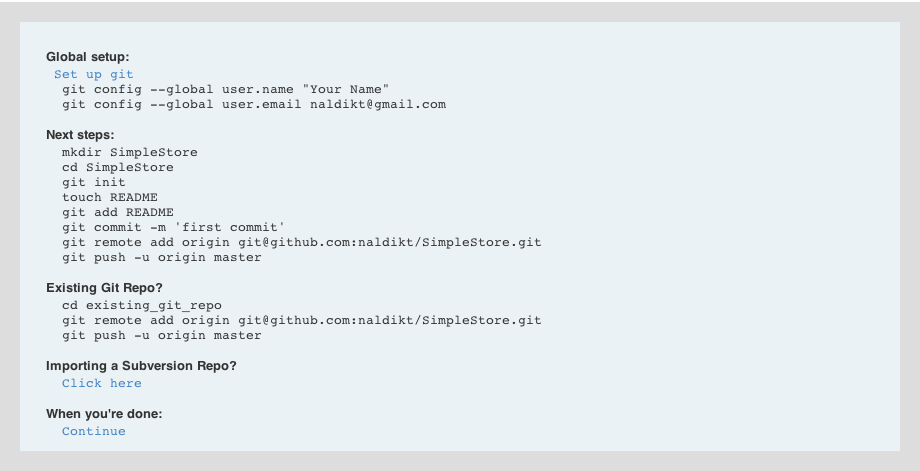 Global setup:
Set up git
git config --global user.name "Your Name"
git config --global user.email naldikt@gmail.com
Next steps:
mkdir SimpleStore
cd SimpleStore
git init
touch README
git add README
git commit -m 'first commit'
git remote add origin git@github.com:naldikt/SimpleStore.git
git push -u origin master
Existing Git Repo?
cd existing_git_repo
git remote add origin git@github.com:naldikt/SimpleStore.git
git push -u origin master
Importing a Subversion Repo?
Click here
When you're done:
Continue